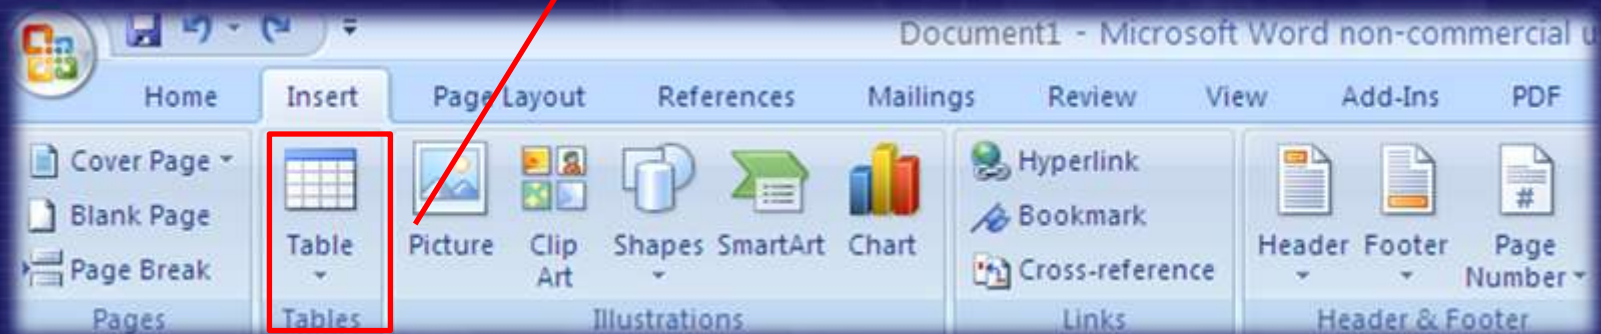 Document1 - Microsoft Word non-commercial
Home Insert Page Layout References Mailings Review View Add-Ins PDF
Cover Page
Blank Page
Page Break
Pages
Table
Tables
Picture
Clip
Art
Shapes
SmartArt
Chart
Illustrations
Hyperlink
Bookmark
Cross-reference
Links
Header
Footer
Page
Number
#
Header & Footer